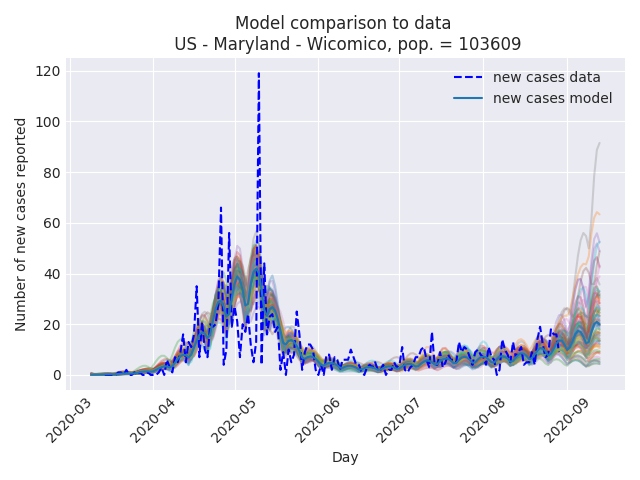 Model comparison to data
US - Maryland - Wicomico, pop. = 103609
new cases data
new cases model
Number of new cases reported
120
100
80
60
40
20
0
2020-03
2020-04
2020-05
2020-06
2020-07
2020-08
2020-09
Day